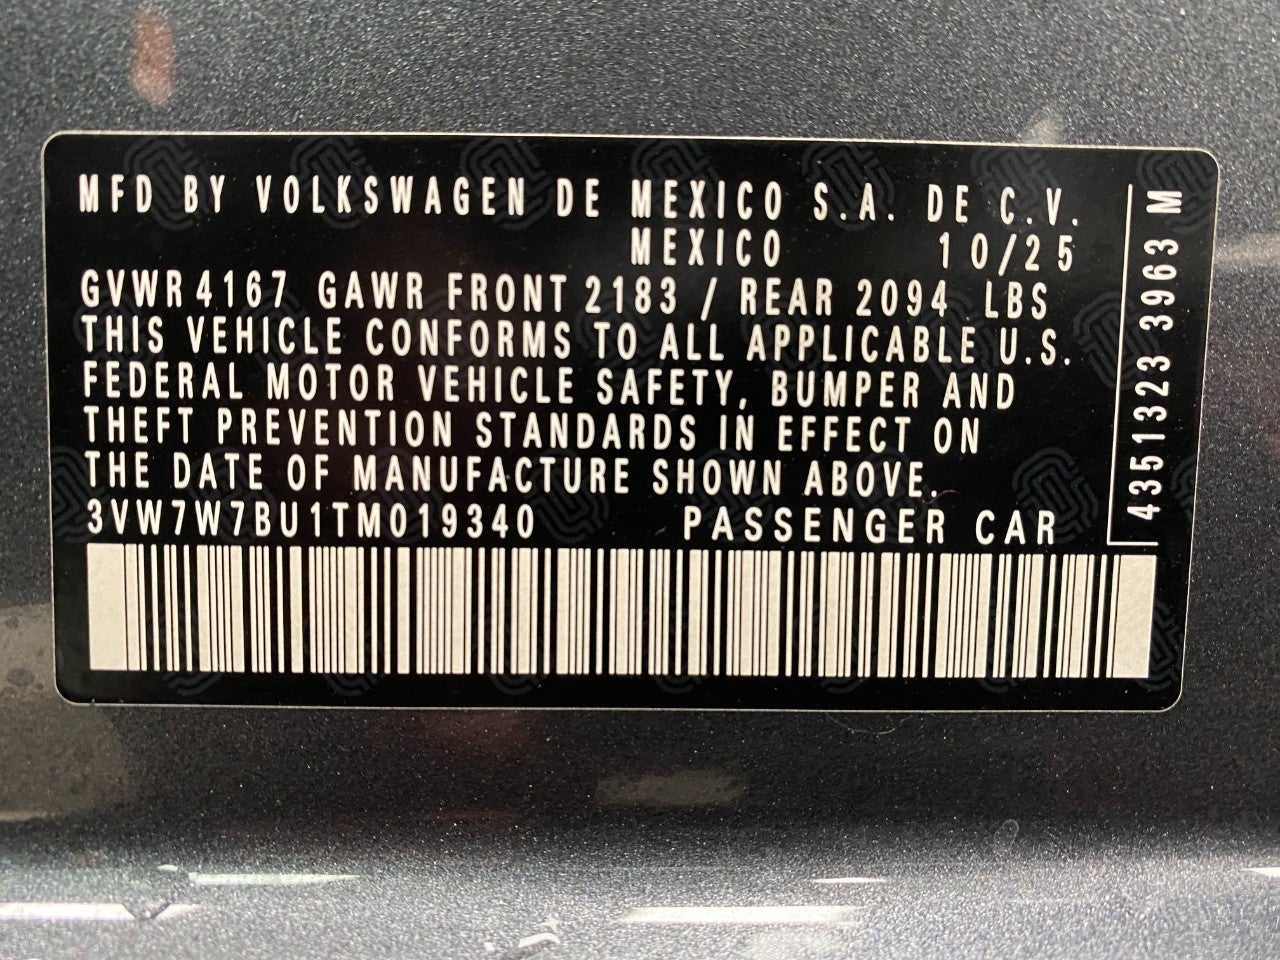 MFD BY VOLKSWAGEN DE MEXICO S.A. DE C.V.
MEXICO 10/25
GVWR 4167 GAWR FRONT 2183 / REAR 2094 LBS
THIS VEHICLE CONFORMS TO ALL APPLICABLE U.S.
FEDERAL MOTOR VEHICLE SAFETY, BUMPER AND
THEFT PREVENTION STANDARDS IN EFFECT ON
THE DATE OF MANUFACTURE SHOWN ABOVE.
3VW7W7BU1TM019340 PASSENGER CAR
4351323 3963 M